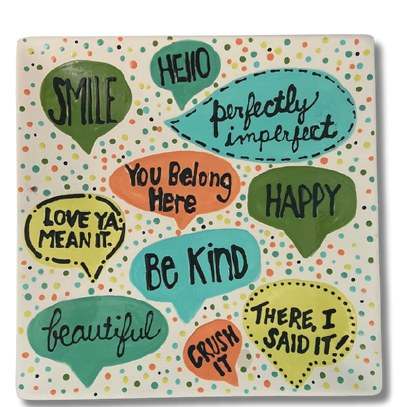 SMILE
HEllO
perfectly
imperfect
You Belong
Here
HAPPY
LOVE YA,
MEAN IT.
BE KIND
beautiful
CRUSH
IT
THERE, I
SAID IT!